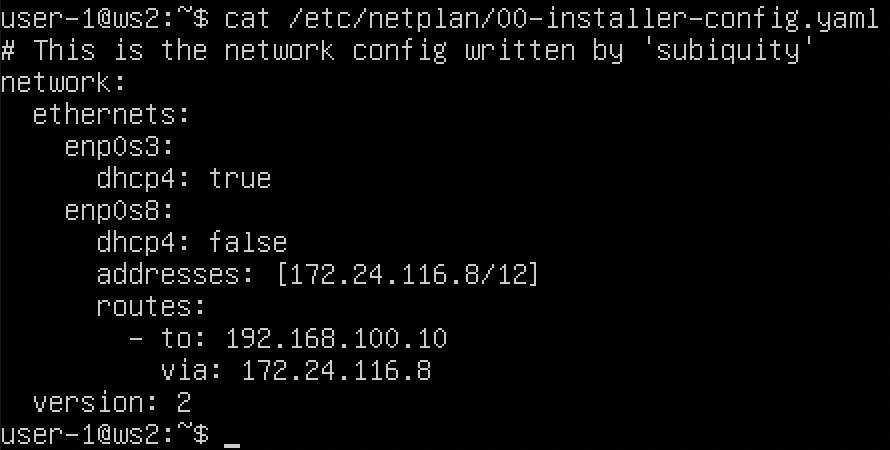 user-1@ws2:~$ cat /etc/netplan/00-installer-config.yaml
# This is the network config written by 'subiquity'
network:
  ethernets:
    enp0s3:
      dhcp4: true
    enp0s8:
      dhcp4: false
      addresses: [172.24.116.8/12]
      routes:
        - to: 192.168.100.10
          via: 172.24.116.8
  version: 2
user-1@ws2:~$ _